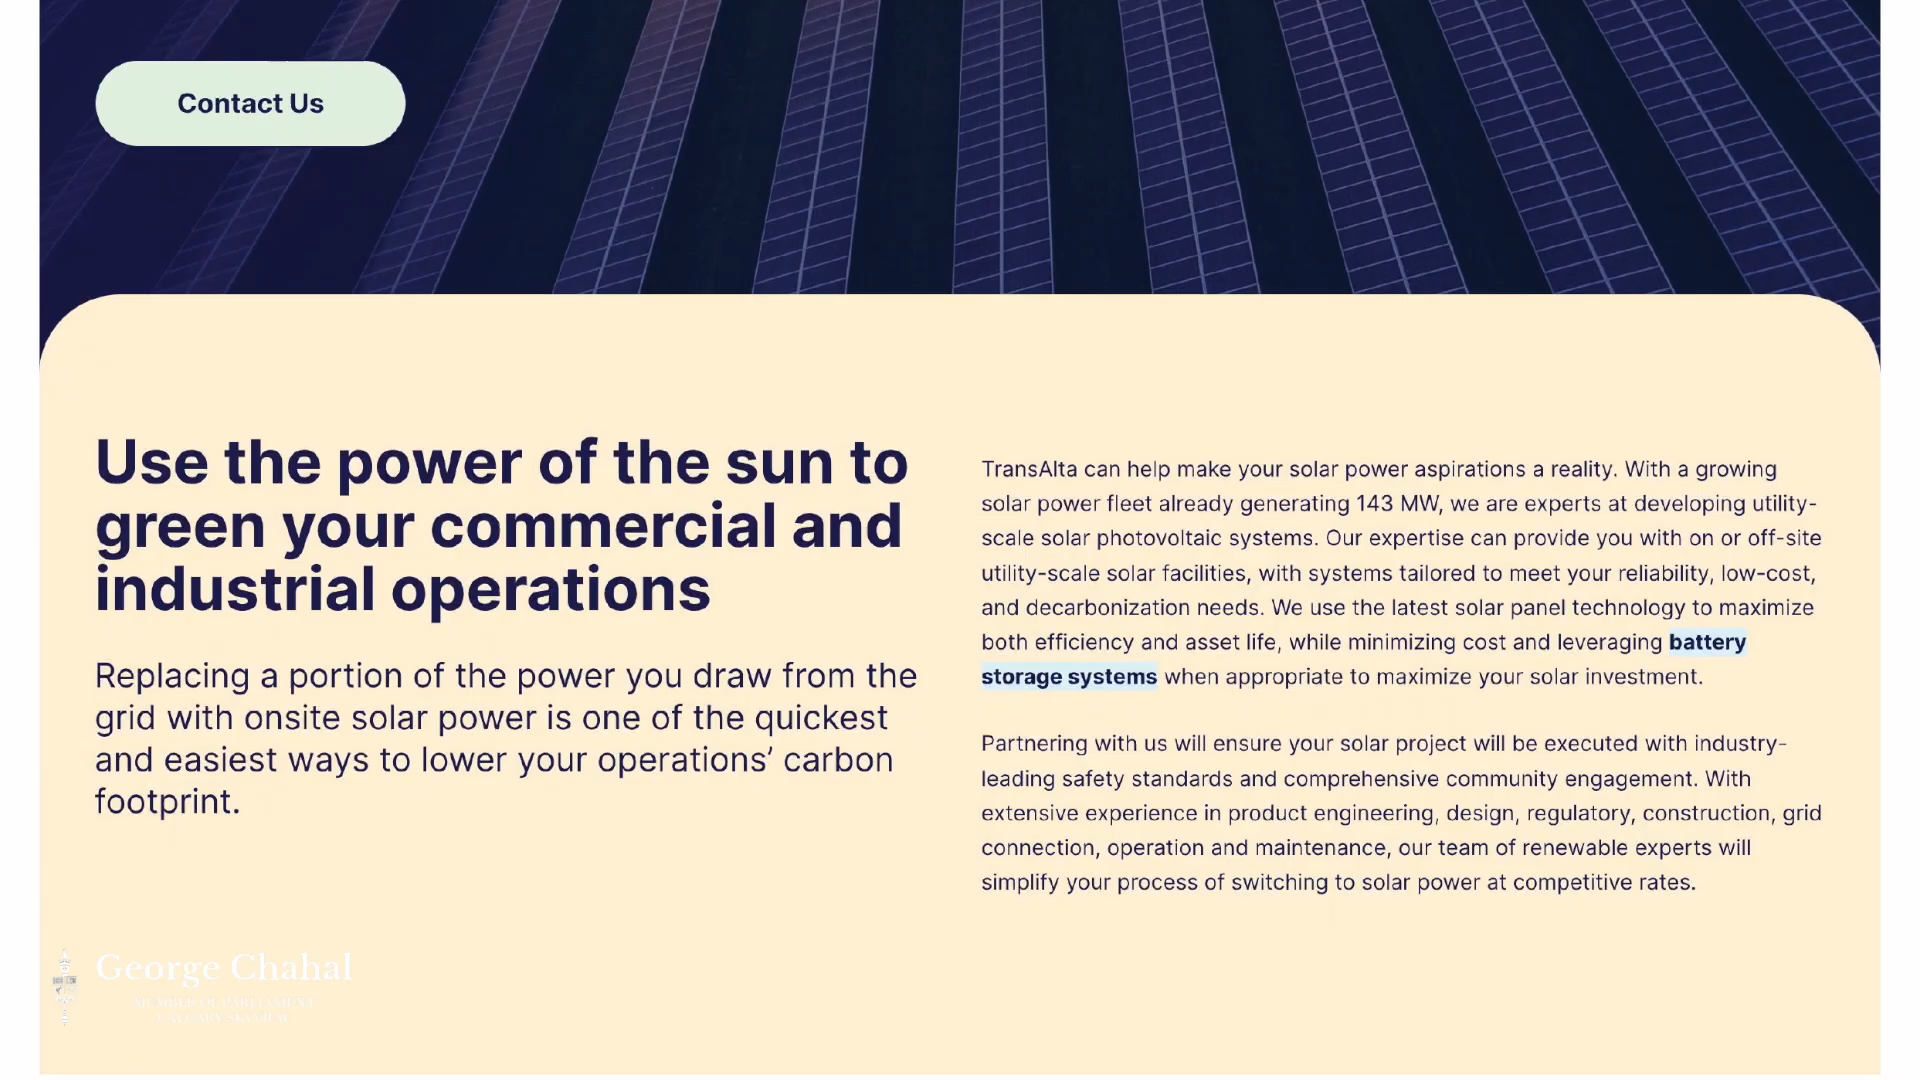 Contact Us
Use the power of the sun to
green your commercial and
industrial operations
Replacing a portion of the power you draw from the
grid with onsite solar power is one of the quickest
and easiest ways to lower your operations’ carbon
footprint.
TransAlta can help make your solar power aspirations a reality. With a growing
solar power fleet already generating 143 MW, we are experts at developing utility-
scale solar photovoltaic systems. Our expertise can provide you with on or off-site
utility-scale solar facilities, with systems tailored to meet your reliability, low-cost,
and decarbonization needs. We use the latest solar panel technology to maximize
both efficiency and asset life, while minimizing cost and leveraging battery
storage systems when appropriate to maximize your solar investment.
Partnering with us will ensure your solar project will be executed with industry-
leading safety standards and comprehensive community engagement. With
extensive experience in product engineering, design, regulatory, construction, grid
connection, operation and maintenance, our team of renewable experts will
simplify your process of switching to solar power at competitive rates.
George Chahal
MEMBER OF PARLIAMENT
CALGARY SKYVIEW